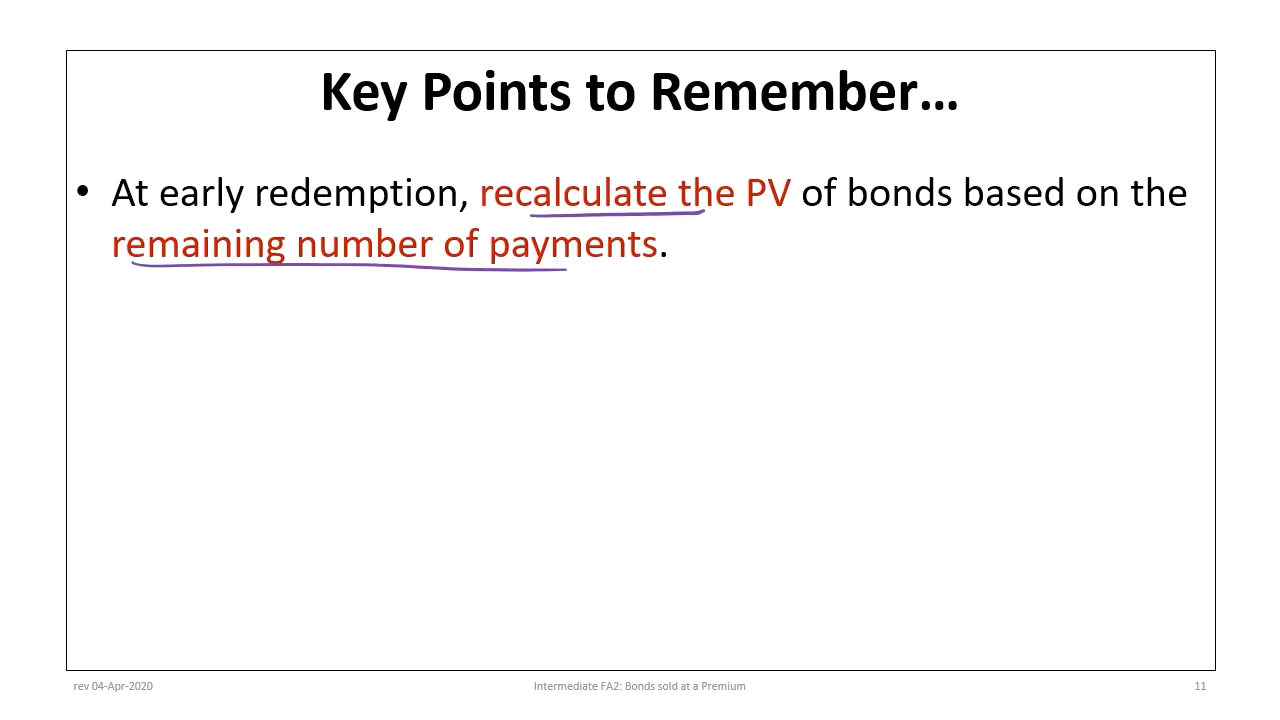 Key Points to Remember…
• At early redemption, recalculate the PV of bonds based on the
remaining number of payments.
rev 04-Apr-2020
Intermediate FA2: Bonds sold at a Premium
11